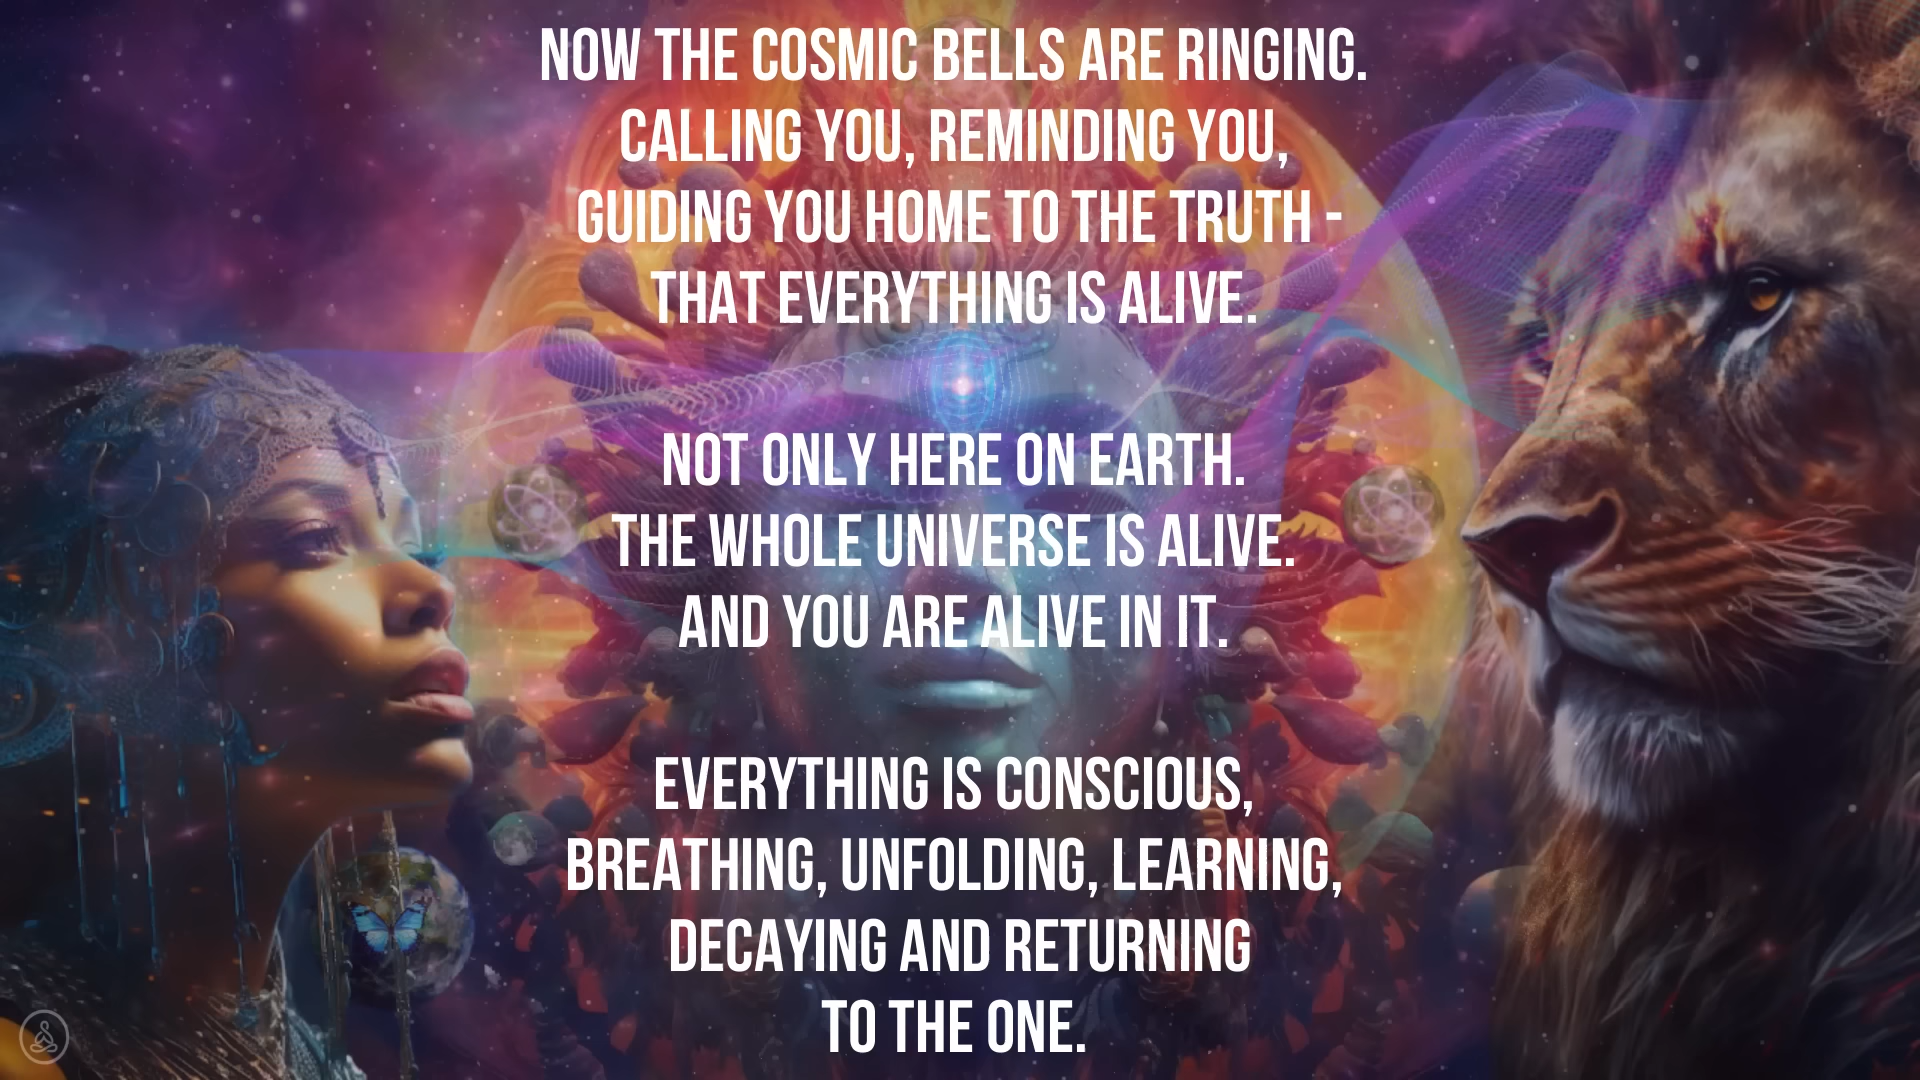 NOW THE COSMIC BELLS ARE RINGING.
CALLING YOU, REMINDING YOU,
GUIDING YOU HOME TO THE TRUTH -
THAT EVERYTHING IS ALIVE.
NOT ONLY HERE ON EARTH.
THE WHOLE UNIVERSE IS ALIVE.
AND YOU ARE ALIVE IN IT.
EVERYTHING IS CONSCIOUS,
BREATHING, UNFOLDING, LEARNING,
DECAYING AND RETURNING
TO THE ONE.